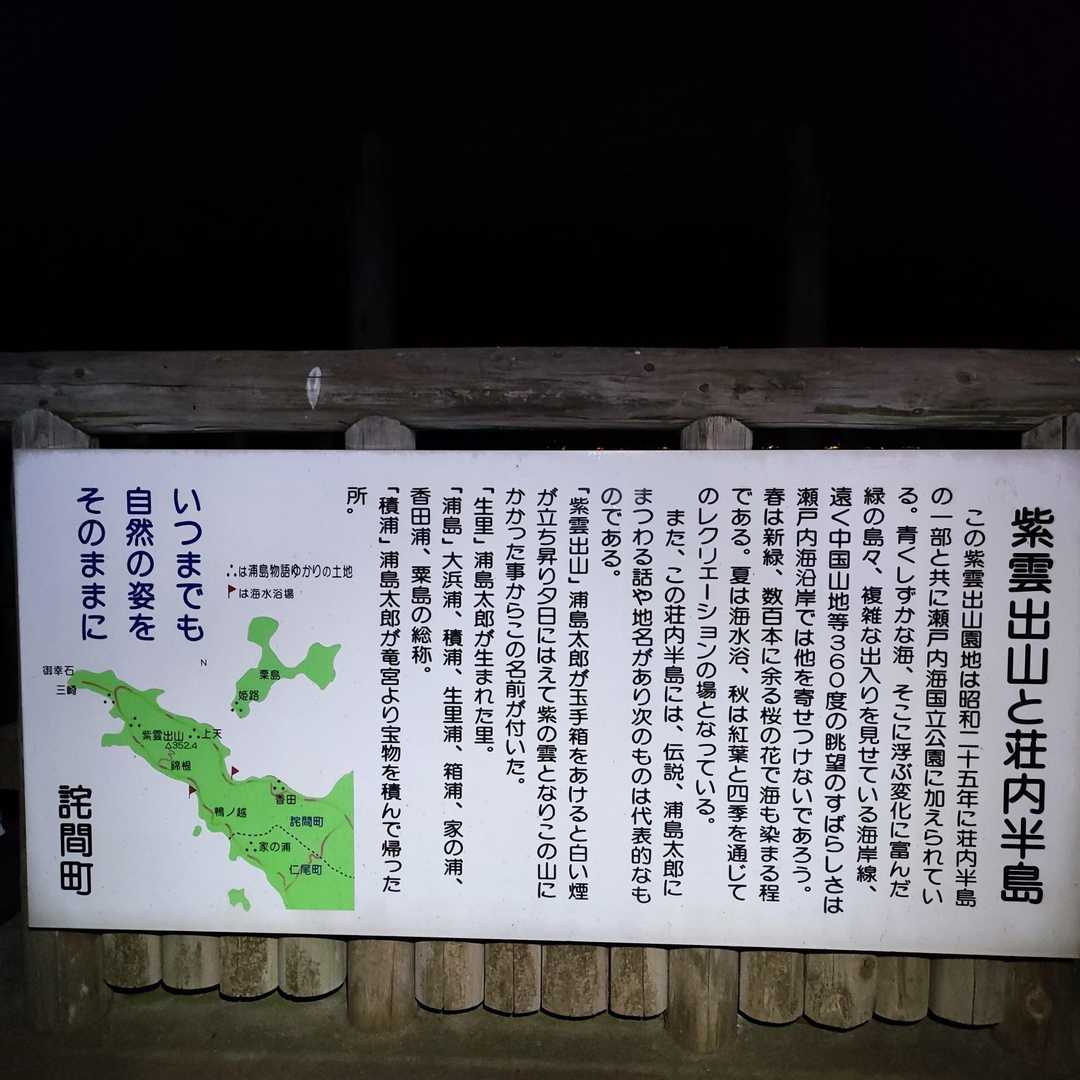 紫雲出山と荘内半島
この紫雲出山園地は昭和二十五年に荘内半島
の一部と共に瀬戸内海国立公園に加えられてい
る。青くしずかな海、そこに浮ぶ変化に富んだ
緑の島々、複雑な出入りを見せている海岸線、
遠く中国山地等360度の眺望のすばらしさは
瀬戸内海沿岸では他を寄せつけないであろう。
春は新緑、数百本に余る桜の花で海も染まる程
である。夏は海水浴、秋は紅葉と四季を通じて
のレクリエーションの場となっている。
また、この荘内半島には、伝説、浦島太郎に
まつわる話や地名があり次のものは代表的なも
のである。
「紫雲出山」浦島太郎が玉手箱をあけると白い煙
が立ち昇り夕日にはえて紫の雲となりこの山に
かかった事からこの名前が付いた。
「生里」浦島太郎が生まれた里。
「浦島」大浜浦、積浦、生里浦、箱浦、家の浦、
香田浦、粟島の総称。
「積浦」浦島太郎が竜宮より宝物を積んで帰った
所。
∴は浦島物語ゆかりの土地
は海水浴場
N
粟島
姫路
御幸石
三崎
紫雲出山
△352.4
上天
錦根
鴨ノ越
香田
詫間町
家の浦
仁尾町
いつまでも
自然の姿を
そのままに
詫間町